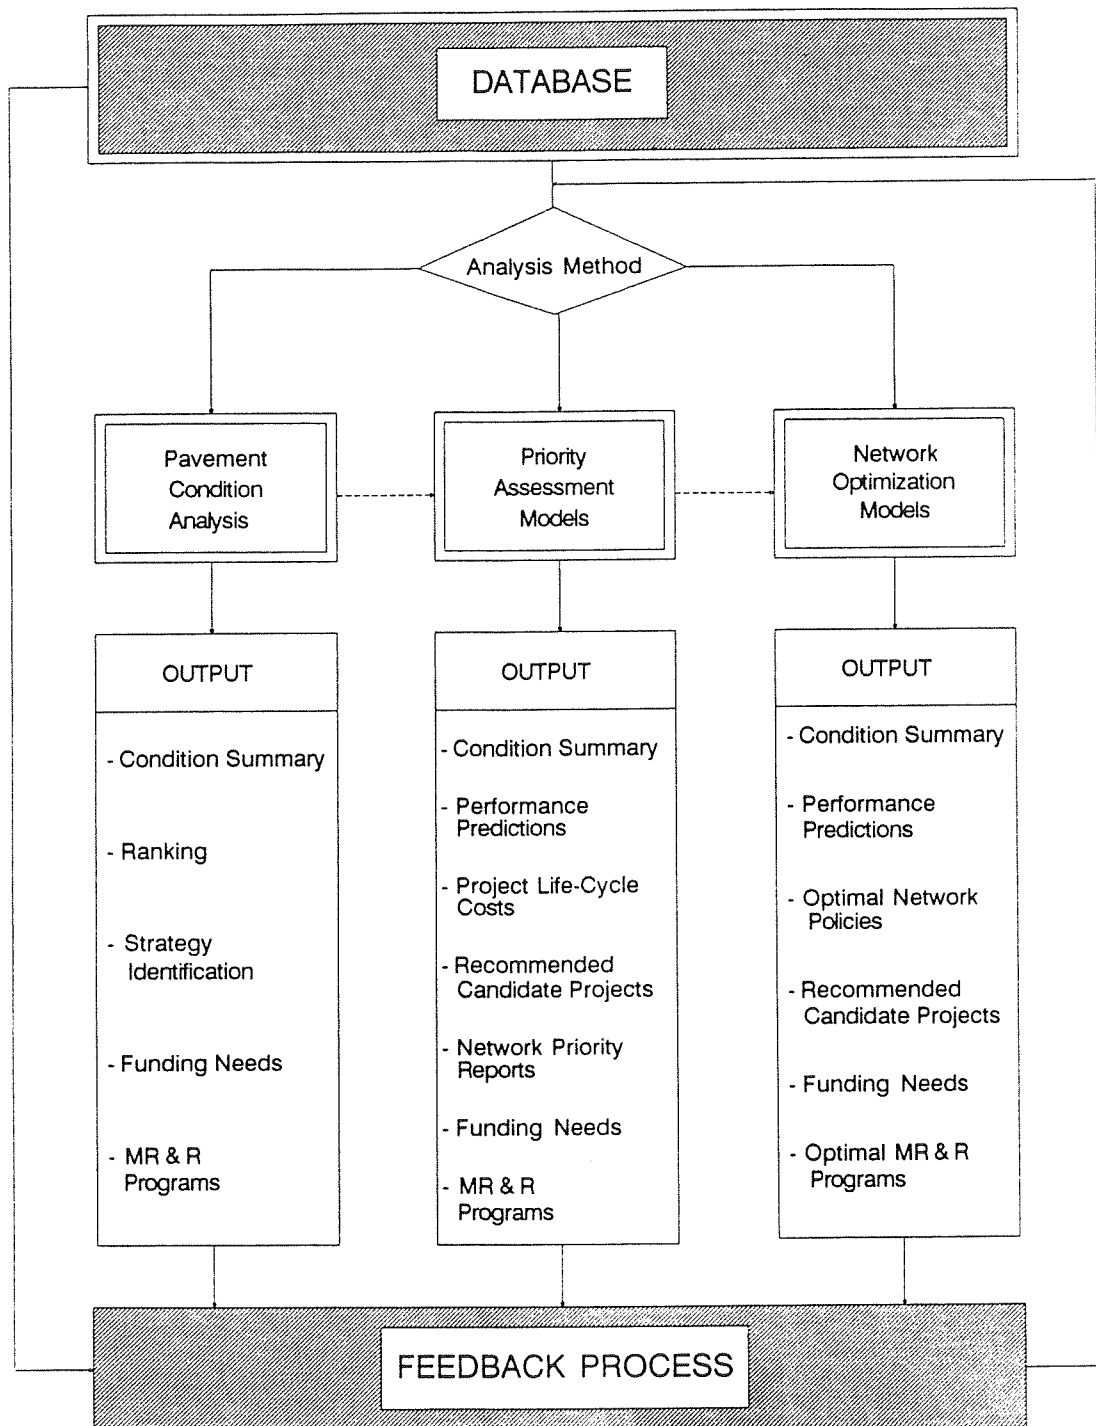 DATABASE
Analysis Method
Pavement
Condition
Analysis
Priority
Assessment
Models
Network
Optimization
Models
OUTPUT
- Condition Summary
- Ranking
- Strategy
Identification
- Funding Needs
- MR & R
Programs
OUTPUT
- Condition Summary
- Performance
Predictions
- Project Life-Cycle
Costs
- Recommended
Candidate Projects
- Network Priority
Reports
- Funding Needs
- MR & R
Programs
OUTPUT
- Condition Summary
- Performance
Predictions
- Optimal Network
Policies
- Recommended
Candidate Projects
- Funding Needs
- Optimal MR & R
Programs
FEEDBACK PROCESS